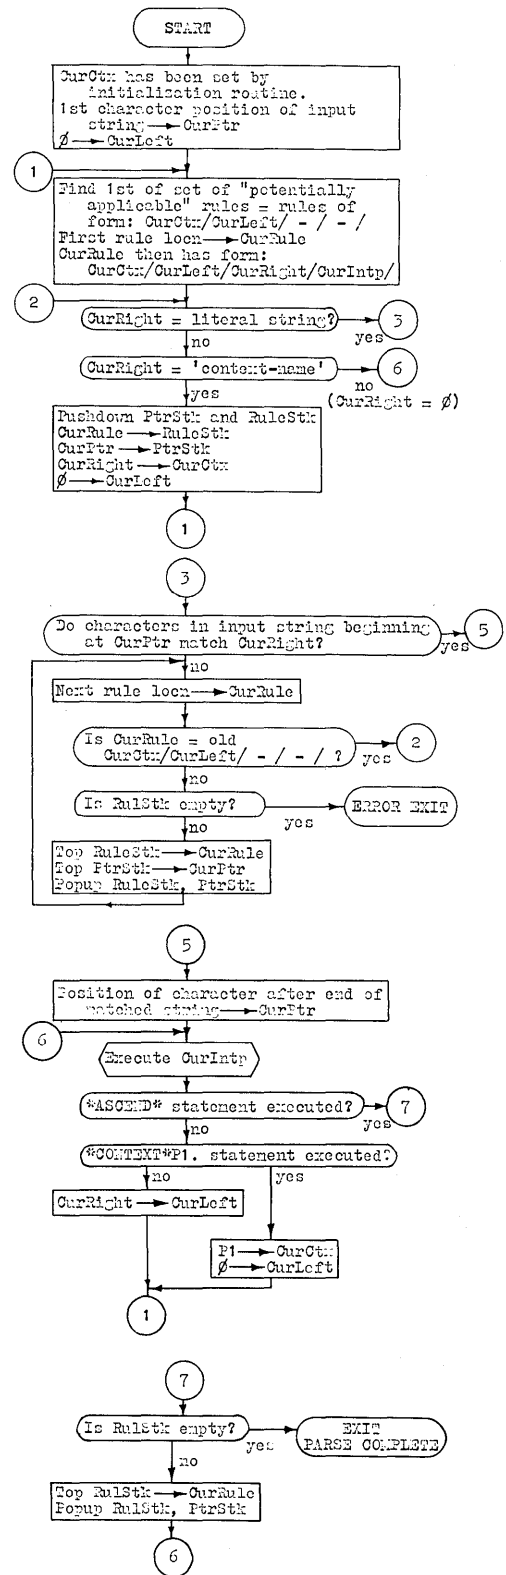 START
CurCtx has been set by
initialization routine.
1st character position of input
string → CurPtr
Ø → CurLeft
1
Find 1st of set of "potentially
applicable" rules = rules of
form: CurCtx/CurLeft/ - / - /
First rule locn → CurRule
CurRule then has form:
CurCtx/CurLeft/CurRight/CurIntp/
2
CurRight = literal string?
yes
3
no
CurRight = 'context-name'
6
no
(CurRight = Ø)
yes
Pushdown PtrStk and RuleStk
CurRule → RuleStk
CurPtr → PtrStk
CurRight → CurCtx
Ø → CurLeft
1
3
Do characters in input string beginning
at CurPtr match CurRight?
yes
5
no
Next rule locn → CurRule
Is CurRule = old
CurCtx/CurLeft/ - / - / ?
yes
2
no
Is RulStk empty?
yes
ERROR EXIT
no
Top RuleStk → CurRule
Top PtrStk → CurPtr
Popup RuleStk, PtrStk
5
Position of character after end of
matched string → CurPtr
6
Execute CurIntp
*ASCEND* statement executed?
yes
7
no
*CONTEXT*P1. statement executed?
no
yes
CurRight → CurLeft
P1 → CurCtx
Ø → CurLeft
1
7
Is RulStk empty?
yes
EXIT
PARSE COMPLETE
no
Top RulStk → CurRule
Popup RulStk, PtrStk
6